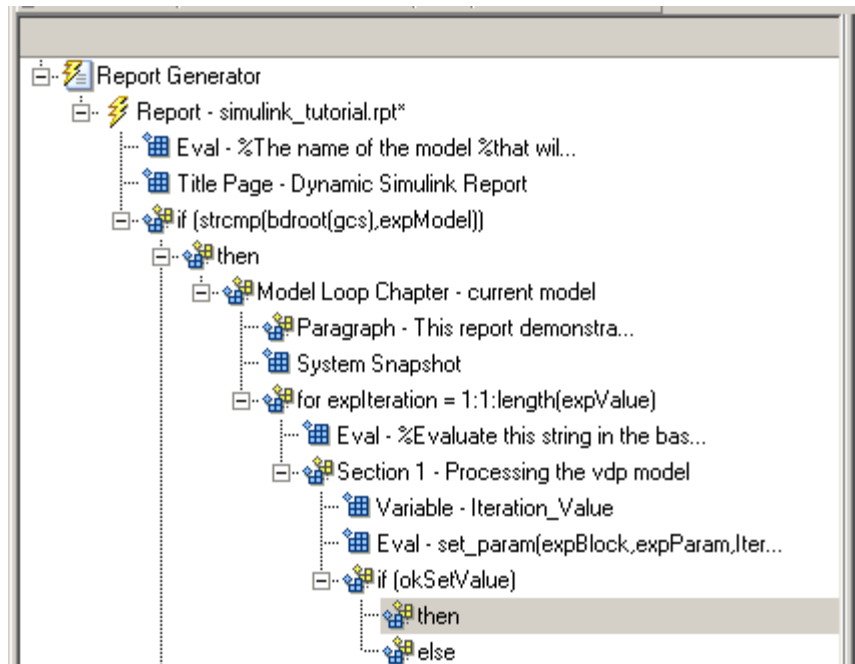 Report Generator
Report - simulink_tutorial.rpt*
Eval - %The name of the model %that wil...
Title Page - Dynamic Simulink Report
if (strcmp(bdroot(gcs),expModel))
then
Model Loop Chapter - current model
Paragraph - This report demonstra...
System Snapshot
for expIteration = 1:1:length(expValue)
Eval - %Evaluate this string in the bas...
Section 1 - Processing the vdp model
Variable - Iteration_Value
Eval - set_param(expBlock,expParam,Iter...
if (okSetValue)
then
else